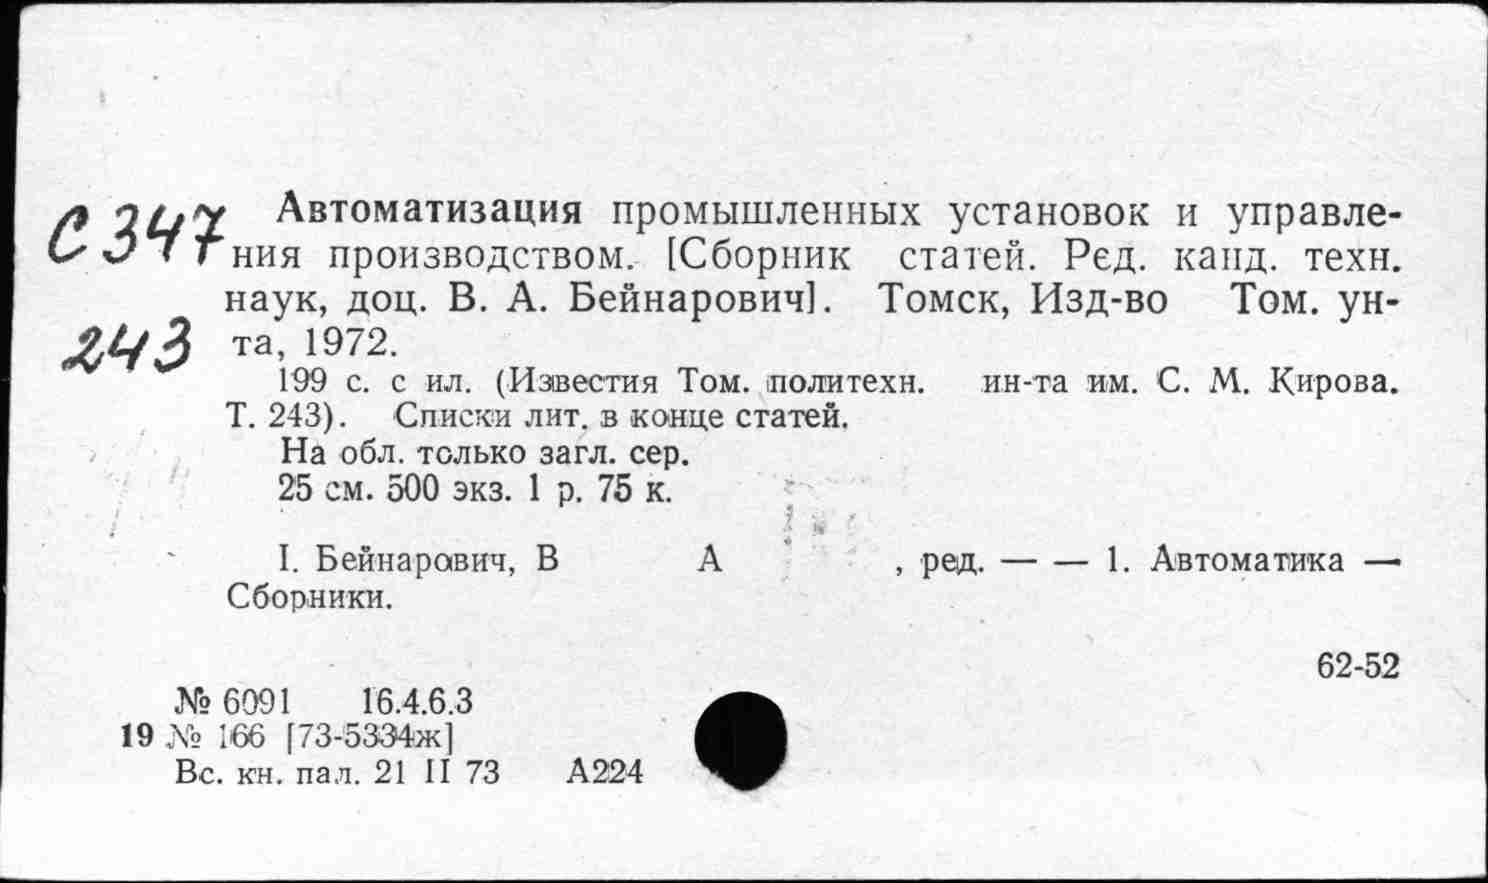 С347 Автоматизация промышленных установок и управле-
ния производством. [Сборник статей. Ред. канд. техн.
наук, доц. В. А. Бейнарович]. Томск, Изд-во Том. ун-
243 та, 1972.
199 с. с ил. (Известия Том. политехн. ин-та им. С. М. Кирова.
Т. 243). Списки лит. в конце статей.
На обл. только загл. сер.
25 см. 500 экз. 1 р. 75 к.
I. Бейнарович, В А , ред. — — 1. Автоматика —
Сборники.
62-52
№ 6091 16.4.6.3
19 № 166 [73-5334ж]
Вс. кн. пал. 21 II 73 А224